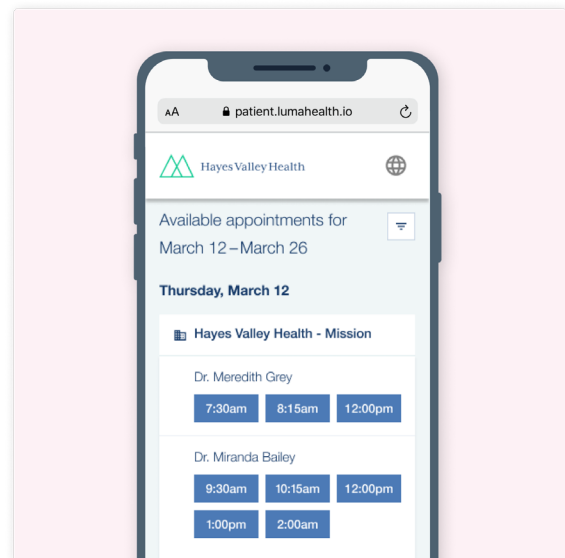 AA patient.lumahealth.io
Hayes Valley Health
Available appointments for
March 12–March 26
Thursday, March 12
Hayes Valley Health - Mission
Dr. Meredith Grey
7:30am 8:15am 12:00pm
Dr. Miranda Bailey
9:30am 10:15am 12:00pm
1:00pm 2:00am